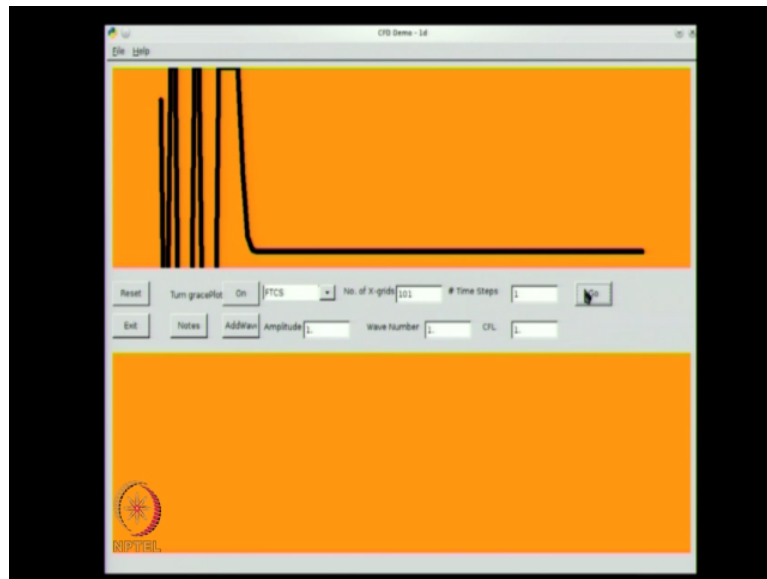 CFD Demo - 1d
File Help
Reset Turn gracePlot On FTCS No. of X-grids 101 # Time Steps 1 Go
Exit Notes AddWave Amplitude 1. Wave Number 1. CFL 1.
NPTEL